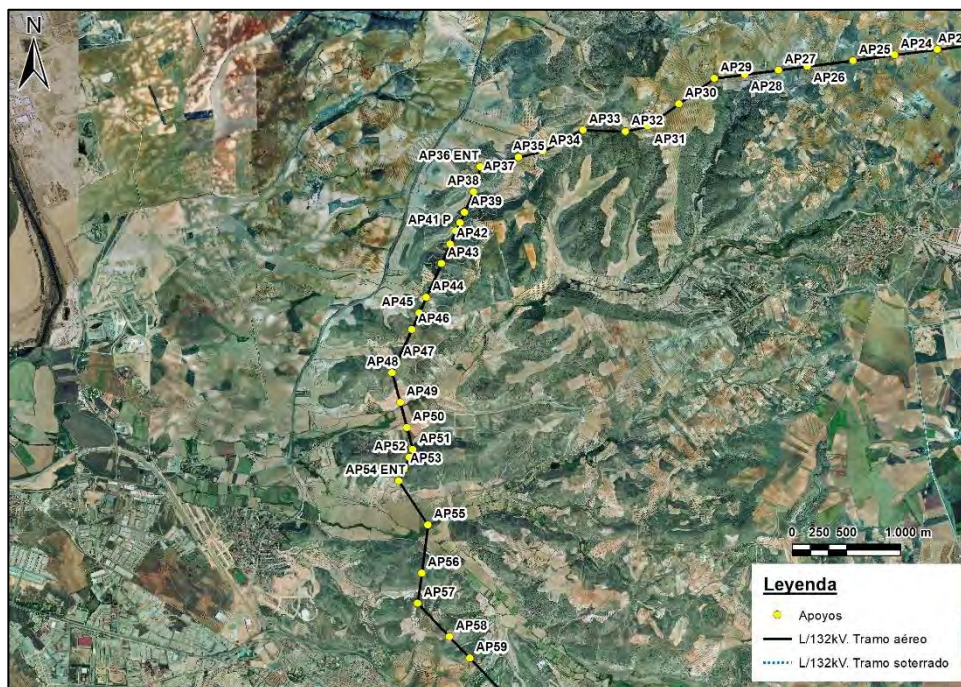 N
AP24
AP25
AP27
AP26
AP29
AP28
AP30
AP33
AP32
AP31
AP34
AP35
AP36 ENT
AP37
AP38
AP39
AP41 P
AP42
AP43
AP44
AP45
AP46
AP47
AP48
AP49
AP50
AP51
AP52
AP53
AP54 ENT
AP55
AP56
AP57
AP58
AP59
0 250 500 1.000 m
Leyenda
Apoyos
L/132kV. Tramo aéreo
L/132kV. Tramo soterrado